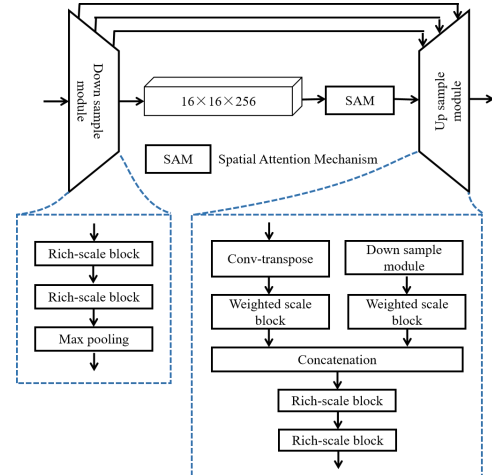 Down sample
module
16×16×256
SAM
Up sample
module
SAM
Spatial Attention Mechanism
Rich-scale block
Rich-scale block
Max pooling
Conv-transpose
Down sample
module
Weighted scale
block
Weighted scale
block
Concatenation
Rich-scale block
Rich-scale block